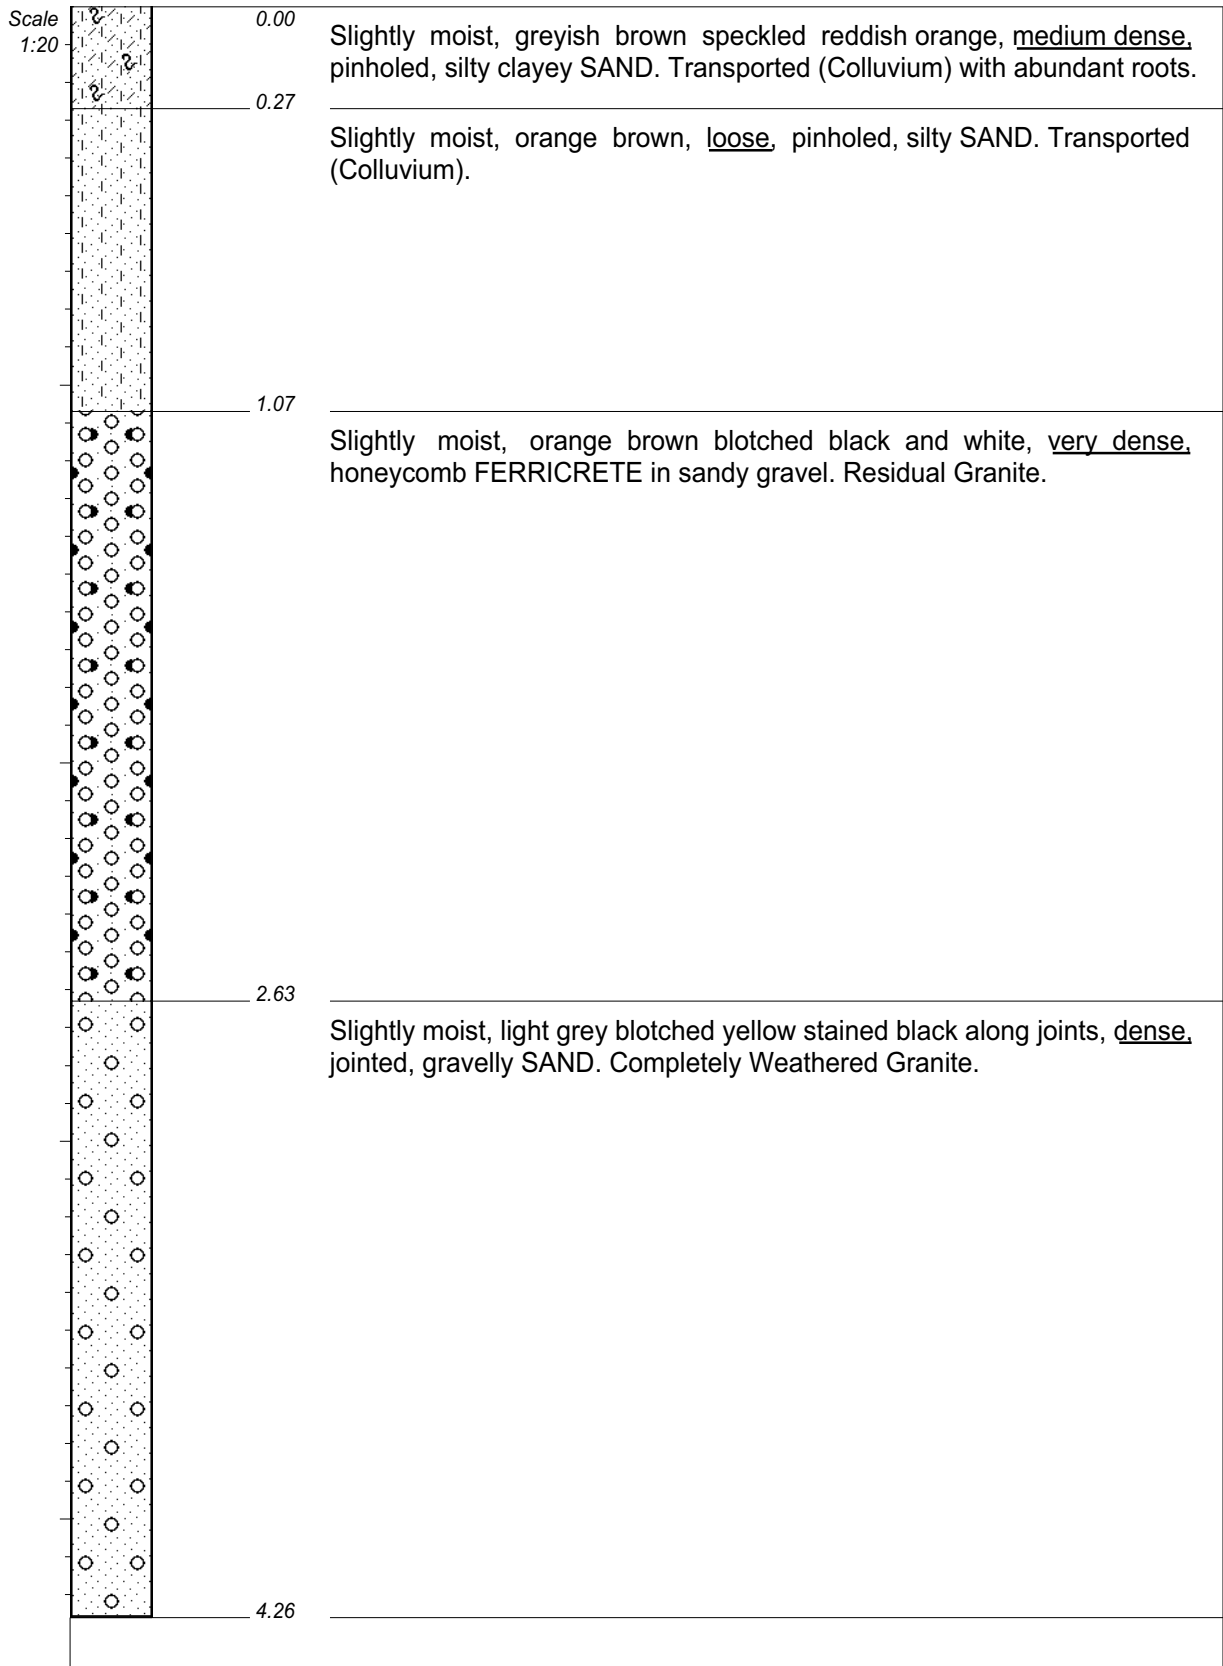 Scale
1:20
0.00
Slightly moist, greyish brown speckled reddish orange, medium dense,
pinholed, silty clayey SAND. Transported (Colluvium) with abundant roots.
0.27
Slightly moist, orange brown, loose, pinholed, silty SAND. Transported
(Colluvium).
1.07
Slightly moist, orange brown blotched black and white, very dense,
honeycomb FERRICRETE in sandy gravel. Residual Granite.
2.63
Slightly moist, light grey blotched yellow stained black along joints, dense,
jointed, gravelly SAND. Completely Weathered Granite.
4.26